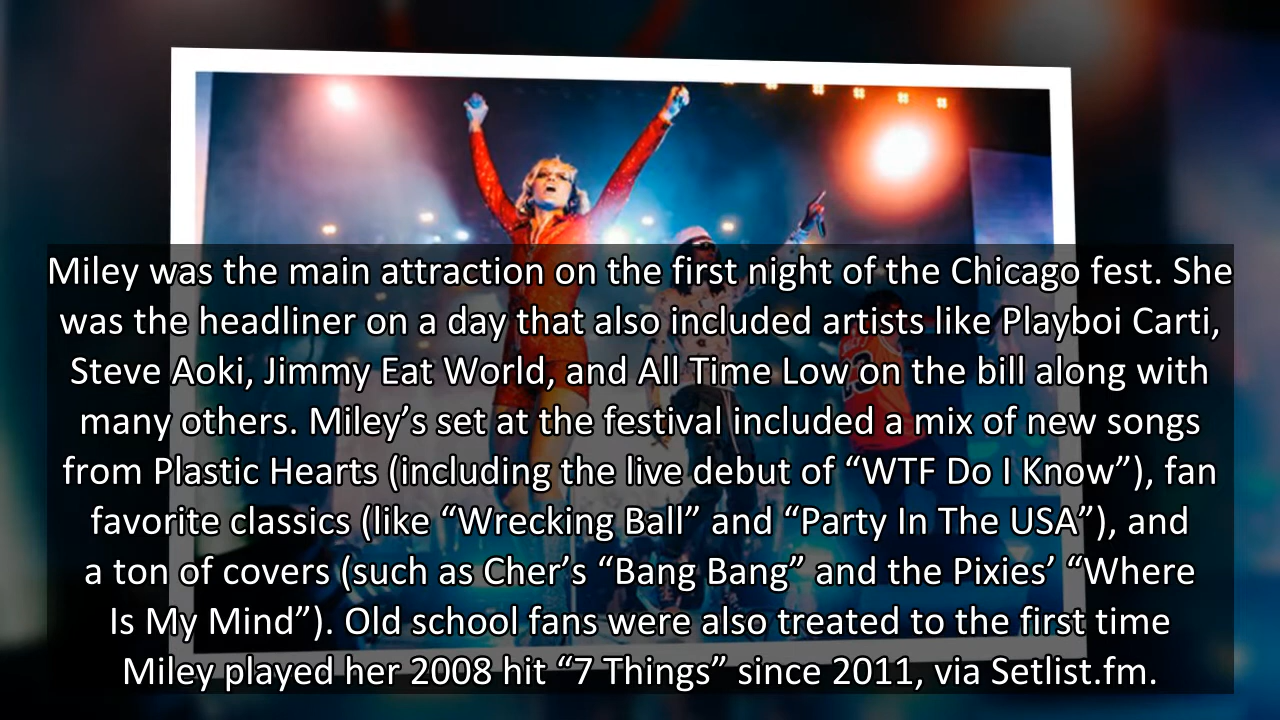 Miley was the main attraction on the first night of the Chicago fest. She
was the headliner on a day that also included artists like Playboi Carti,
Steve Aoki, Jimmy Eat World, and All Time Low on the bill along with
many others. Miley’s set at the festival included a mix of new songs
from Plastic Hearts (including the live debut of “WTF Do I Know”), fan
favorite classics (like “Wrecking Ball” and “Party In The USA”), and
a ton of covers (such as Cher’s “Bang Bang” and the Pixies’ “Where
Is My Mind”). Old school fans were also treated to the first time
Miley played her 2008 hit “7 Things” since 2011, via Setlist.fm.